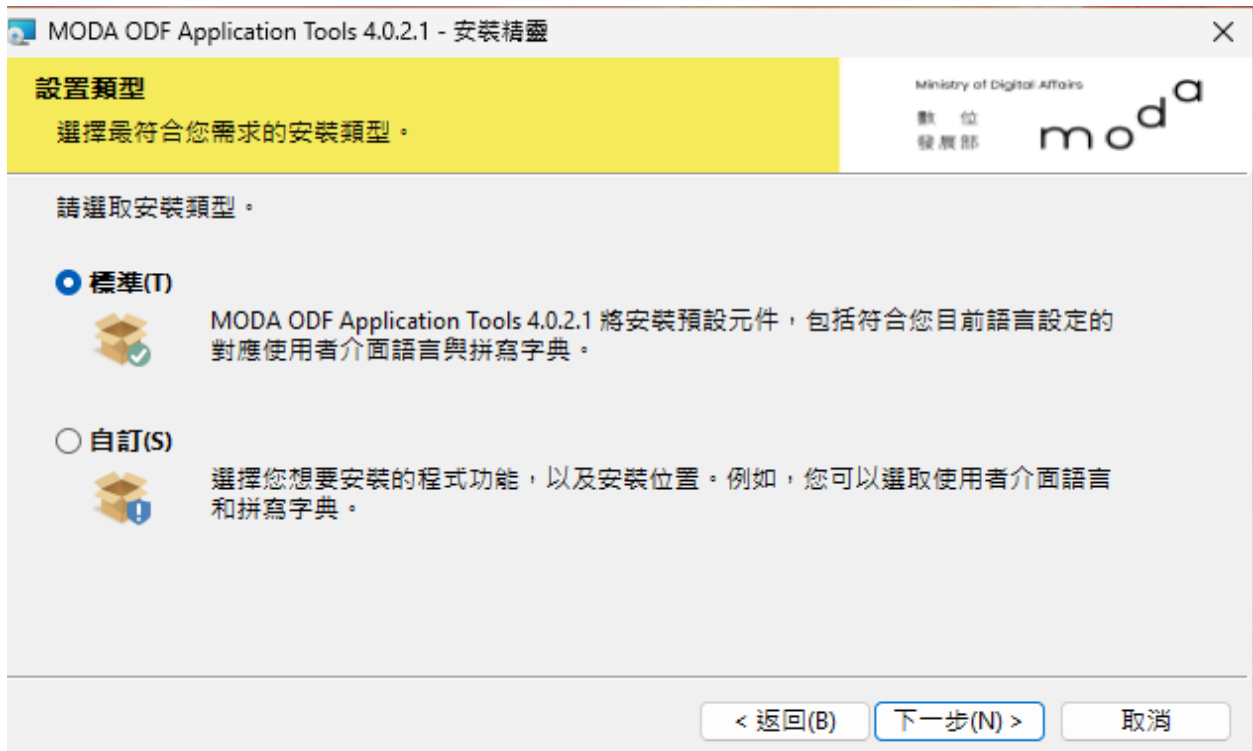 MODA ODF Application Tools 4.0.2.1 - 安裝精靈
設置類型
選擇最符合您需求的安裝類型。
Ministry of Digital Affairs
數位
發展部
moda
請選取安裝類型。
標準(T)
MODA ODF Application Tools 4.0.2.1 將安裝預設元件，包括符合您目前語言設定的
對應使用者介面語言與拼寫字典。
自訂(S)
選擇您想要安裝的程式功能，以及安裝位置。例如，您可以選取使用者介面語言
和拼寫字典。
< 返回(B)
下一步(N) >
取消